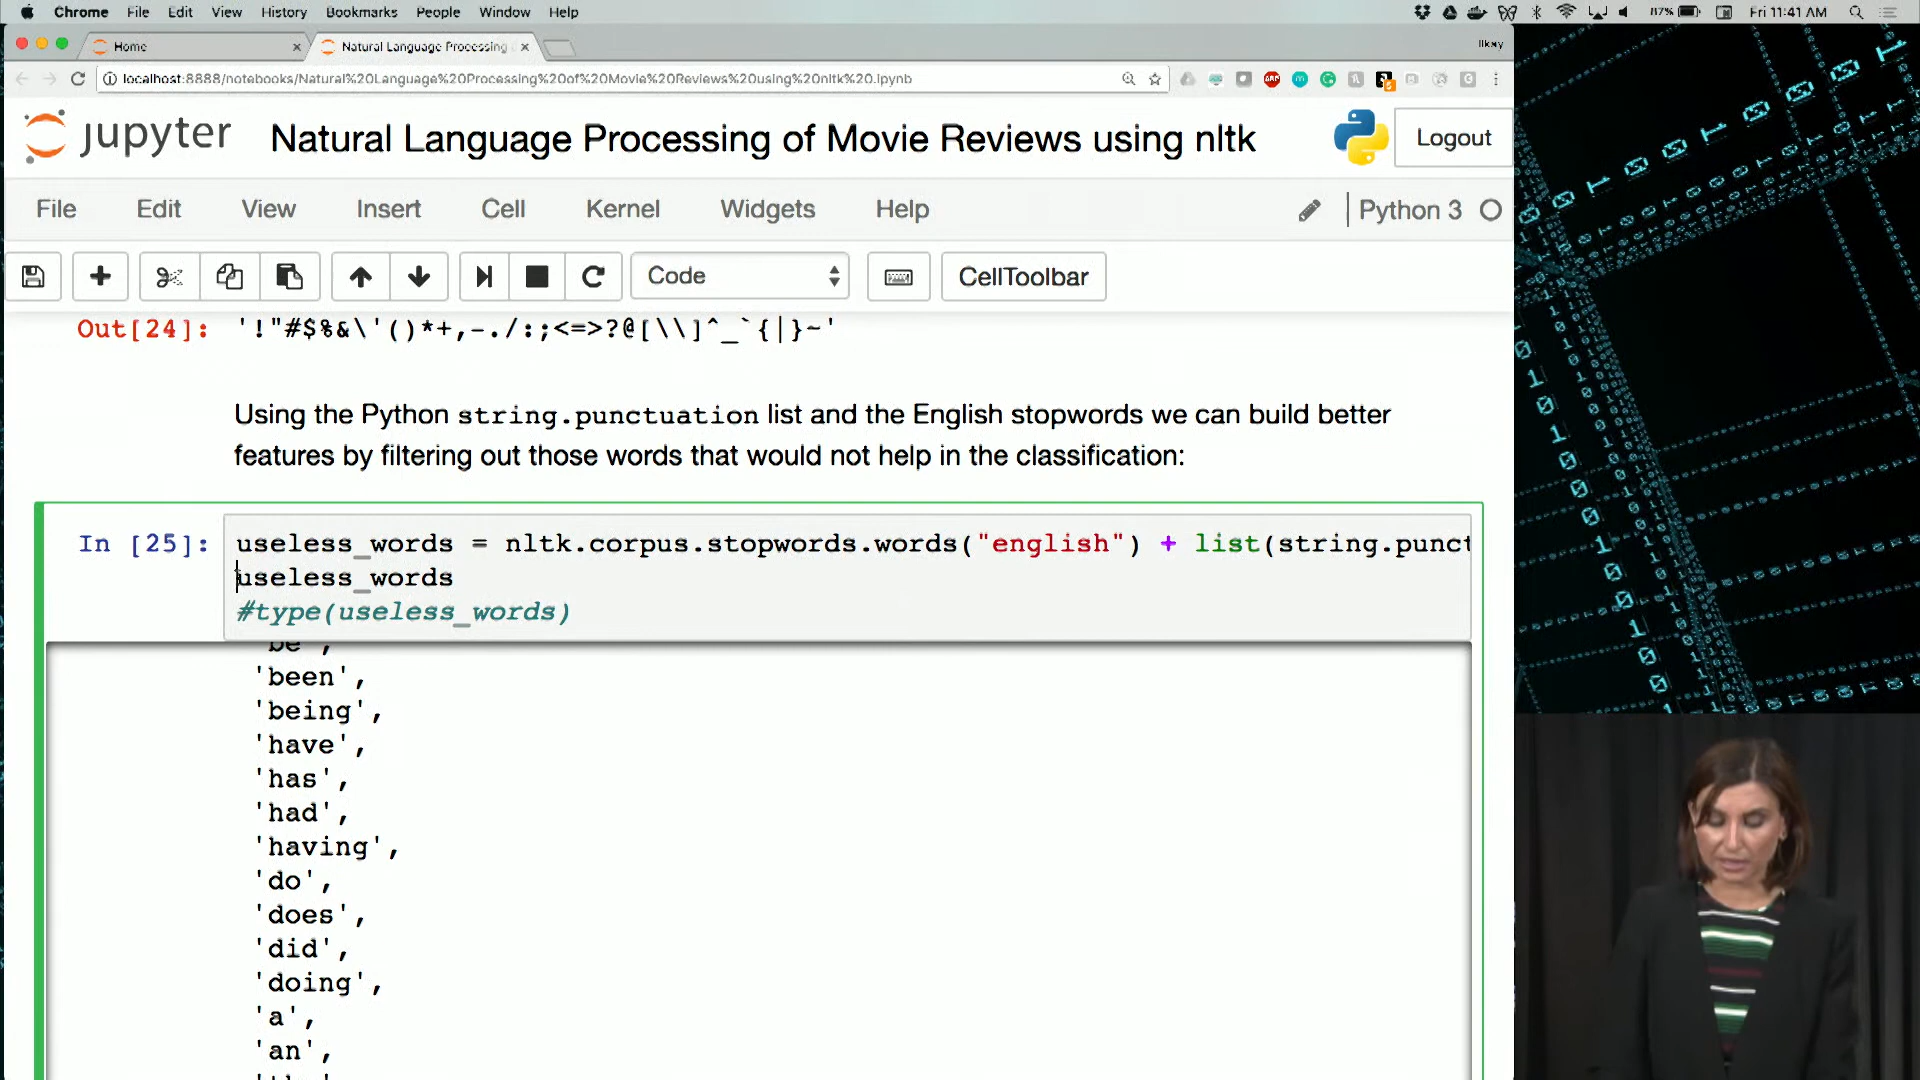 Chrome File Edit View History Bookmarks People Window Help 87% Fri 11:41 AM
Home
Natural Language Processing
Ilkay
localhost:8888/notebooks/Natural%20Language%20Processing%20of%20Movie%20Reviews%20using%20nltk%20.ipynb
jupyter Natural Language Processing of Movie Reviews using nltk Logout
File Edit View Insert Cell Kernel Widgets Help Python 3
Code CellToolbar
Out[24]: '!"#$%&\'()*+,-./:;<=>?@[\\]^_`{|}~'
Using the Python string.punctuation list and the English stopwords we can build better
features by filtering out those words that would not help in the classification:
In [25]: useless_words = nltk.corpus.stopwords.words("english") + list(string.punct
useless_words
#type(useless_words)
'be',
'been',
'being',
'have',
'has',
'had',
'having',
'do',
'does',
'did',
'doing',
'a',
'an',